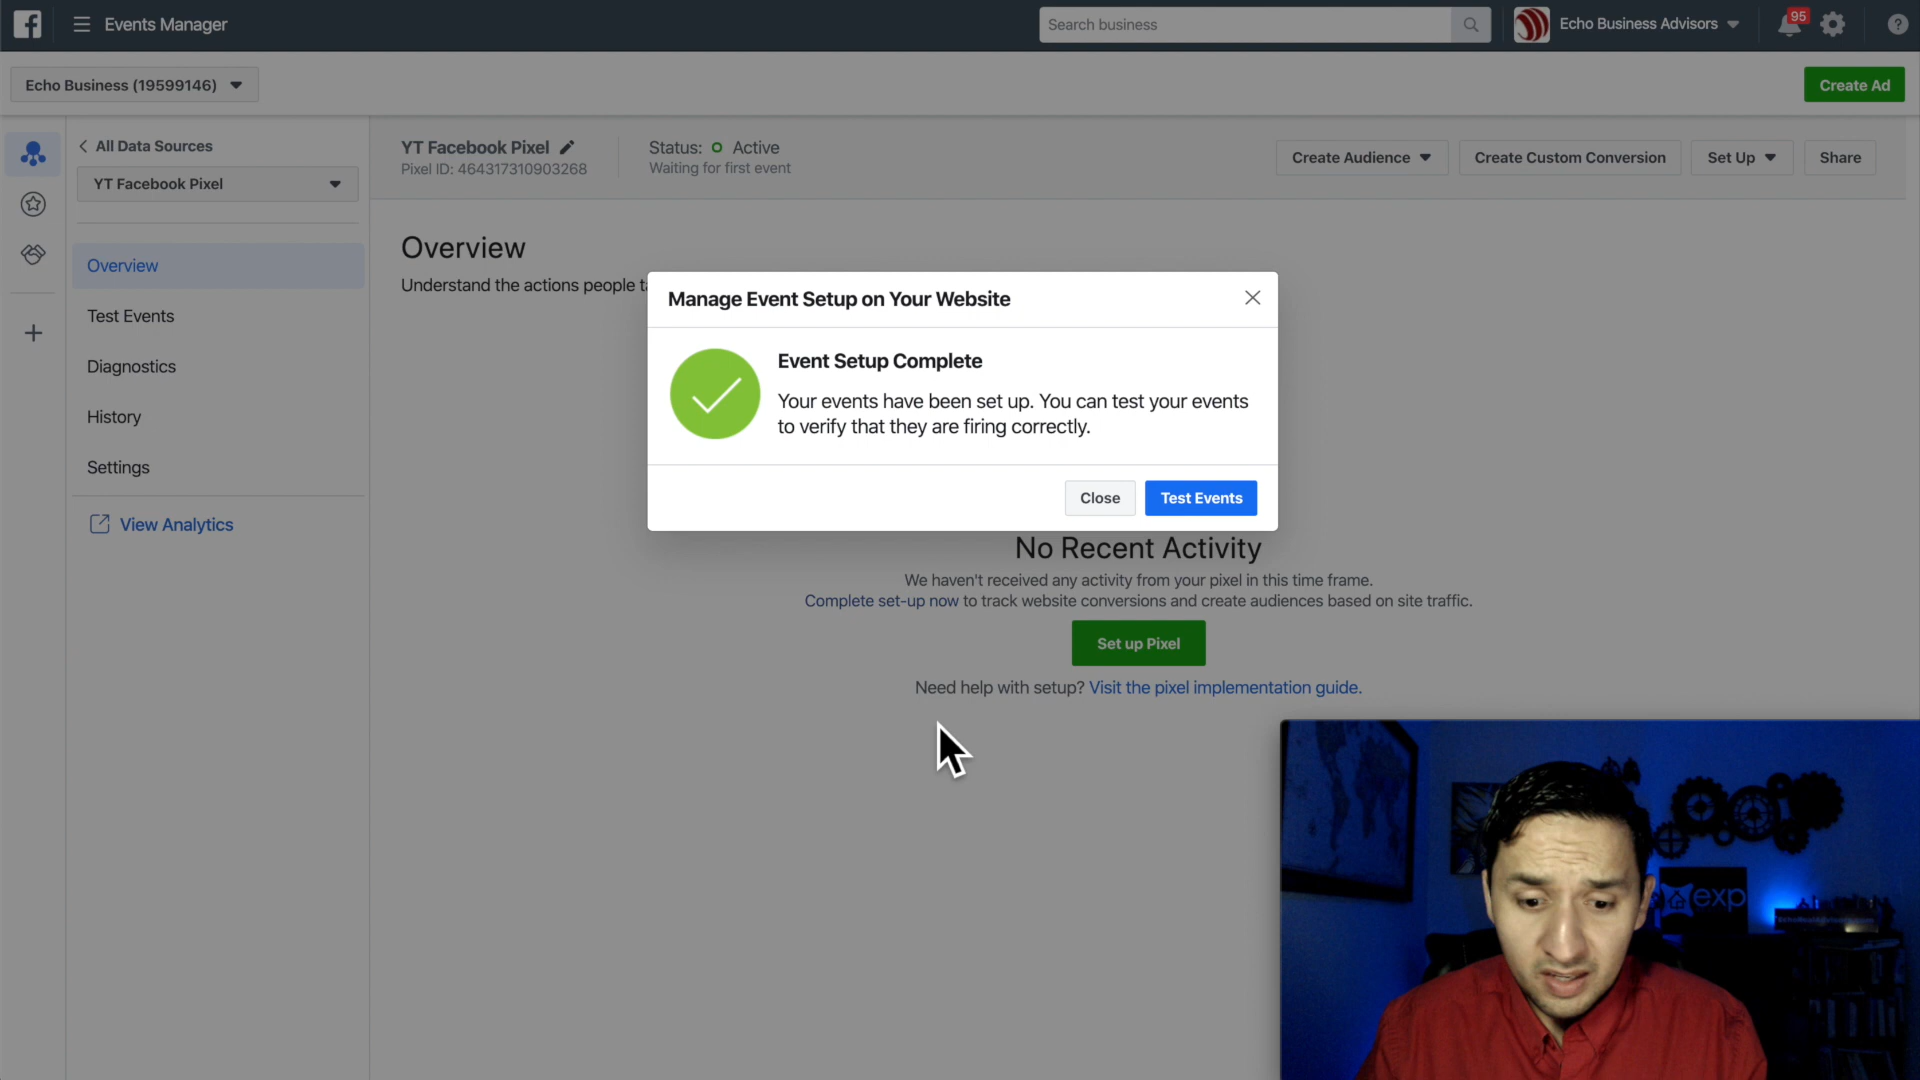 Events Manager
Search business
Echo Business Advisors
95
?
Echo Business (19599146)
Create Ad
All Data Sources
YT Facebook Pixel
Overview
Test Events
Diagnostics
History
Settings
View Analytics
YT Facebook Pixel
Pixel ID: 464317310903268
Status: Active
Waiting for first event
Create Audience
Create Custom Conversion
Set Up
Share
Overview
Understand the actions people
Manage Event Setup on Your Website
Event Setup Complete
Your events have been set up. You can test your events
to verify that they are firing correctly.
Close
Test Events
No Recent Activity
We haven't received any activity from your pixel in this time frame.
Complete set-up now to track website conversions and create audiences based on site traffic.
Set up Pixel
Need help with setup? Visit the pixel implementation guide.
exp